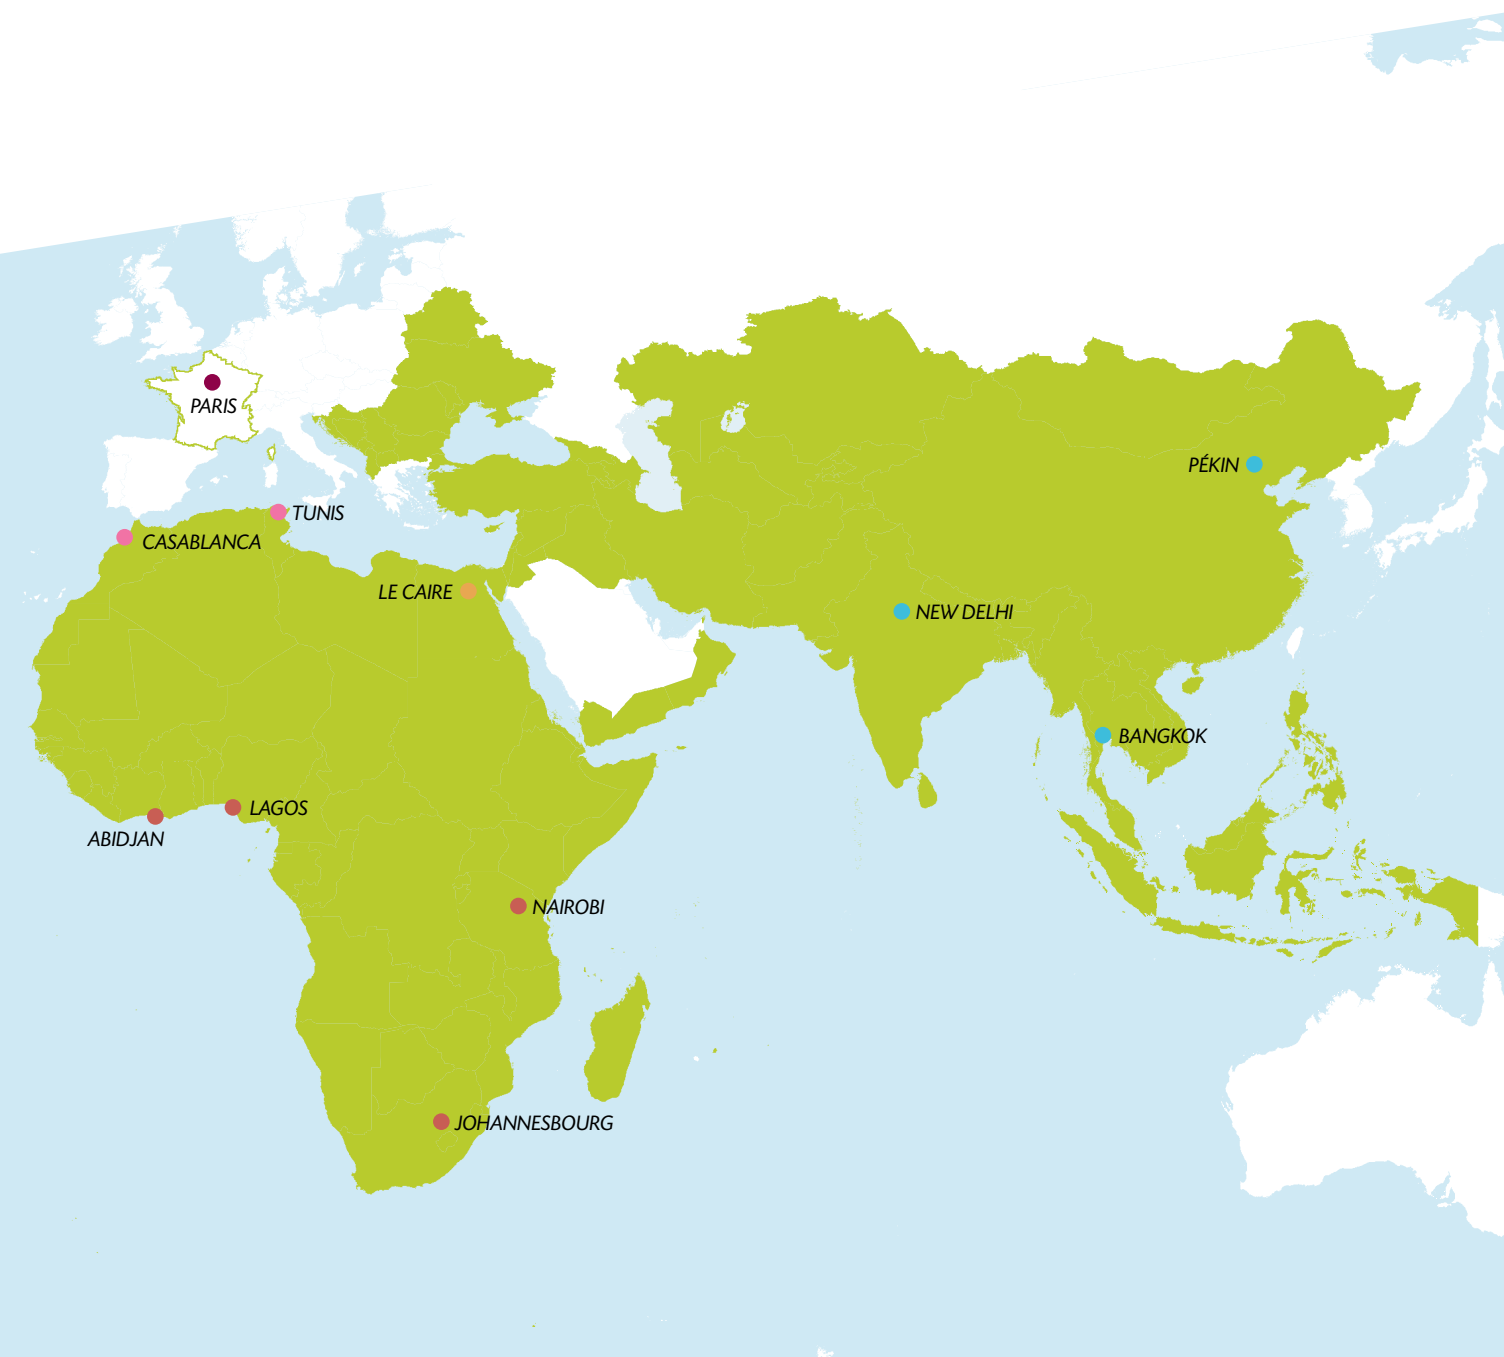 PARIS
PÉKIN
TUNIS
CASABLANCA
LE CAIRE
NEW DELHI
BANGKOK
LAGOS
ABIDJAN
NAIROBI
JOHANNESBOURG